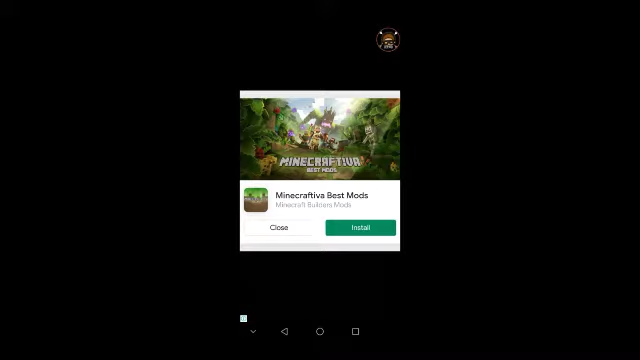 MINECRAFTIVA
BEST MODS
Minecraftiva Best Mods
Minecraft Builders Mods
Close
Install